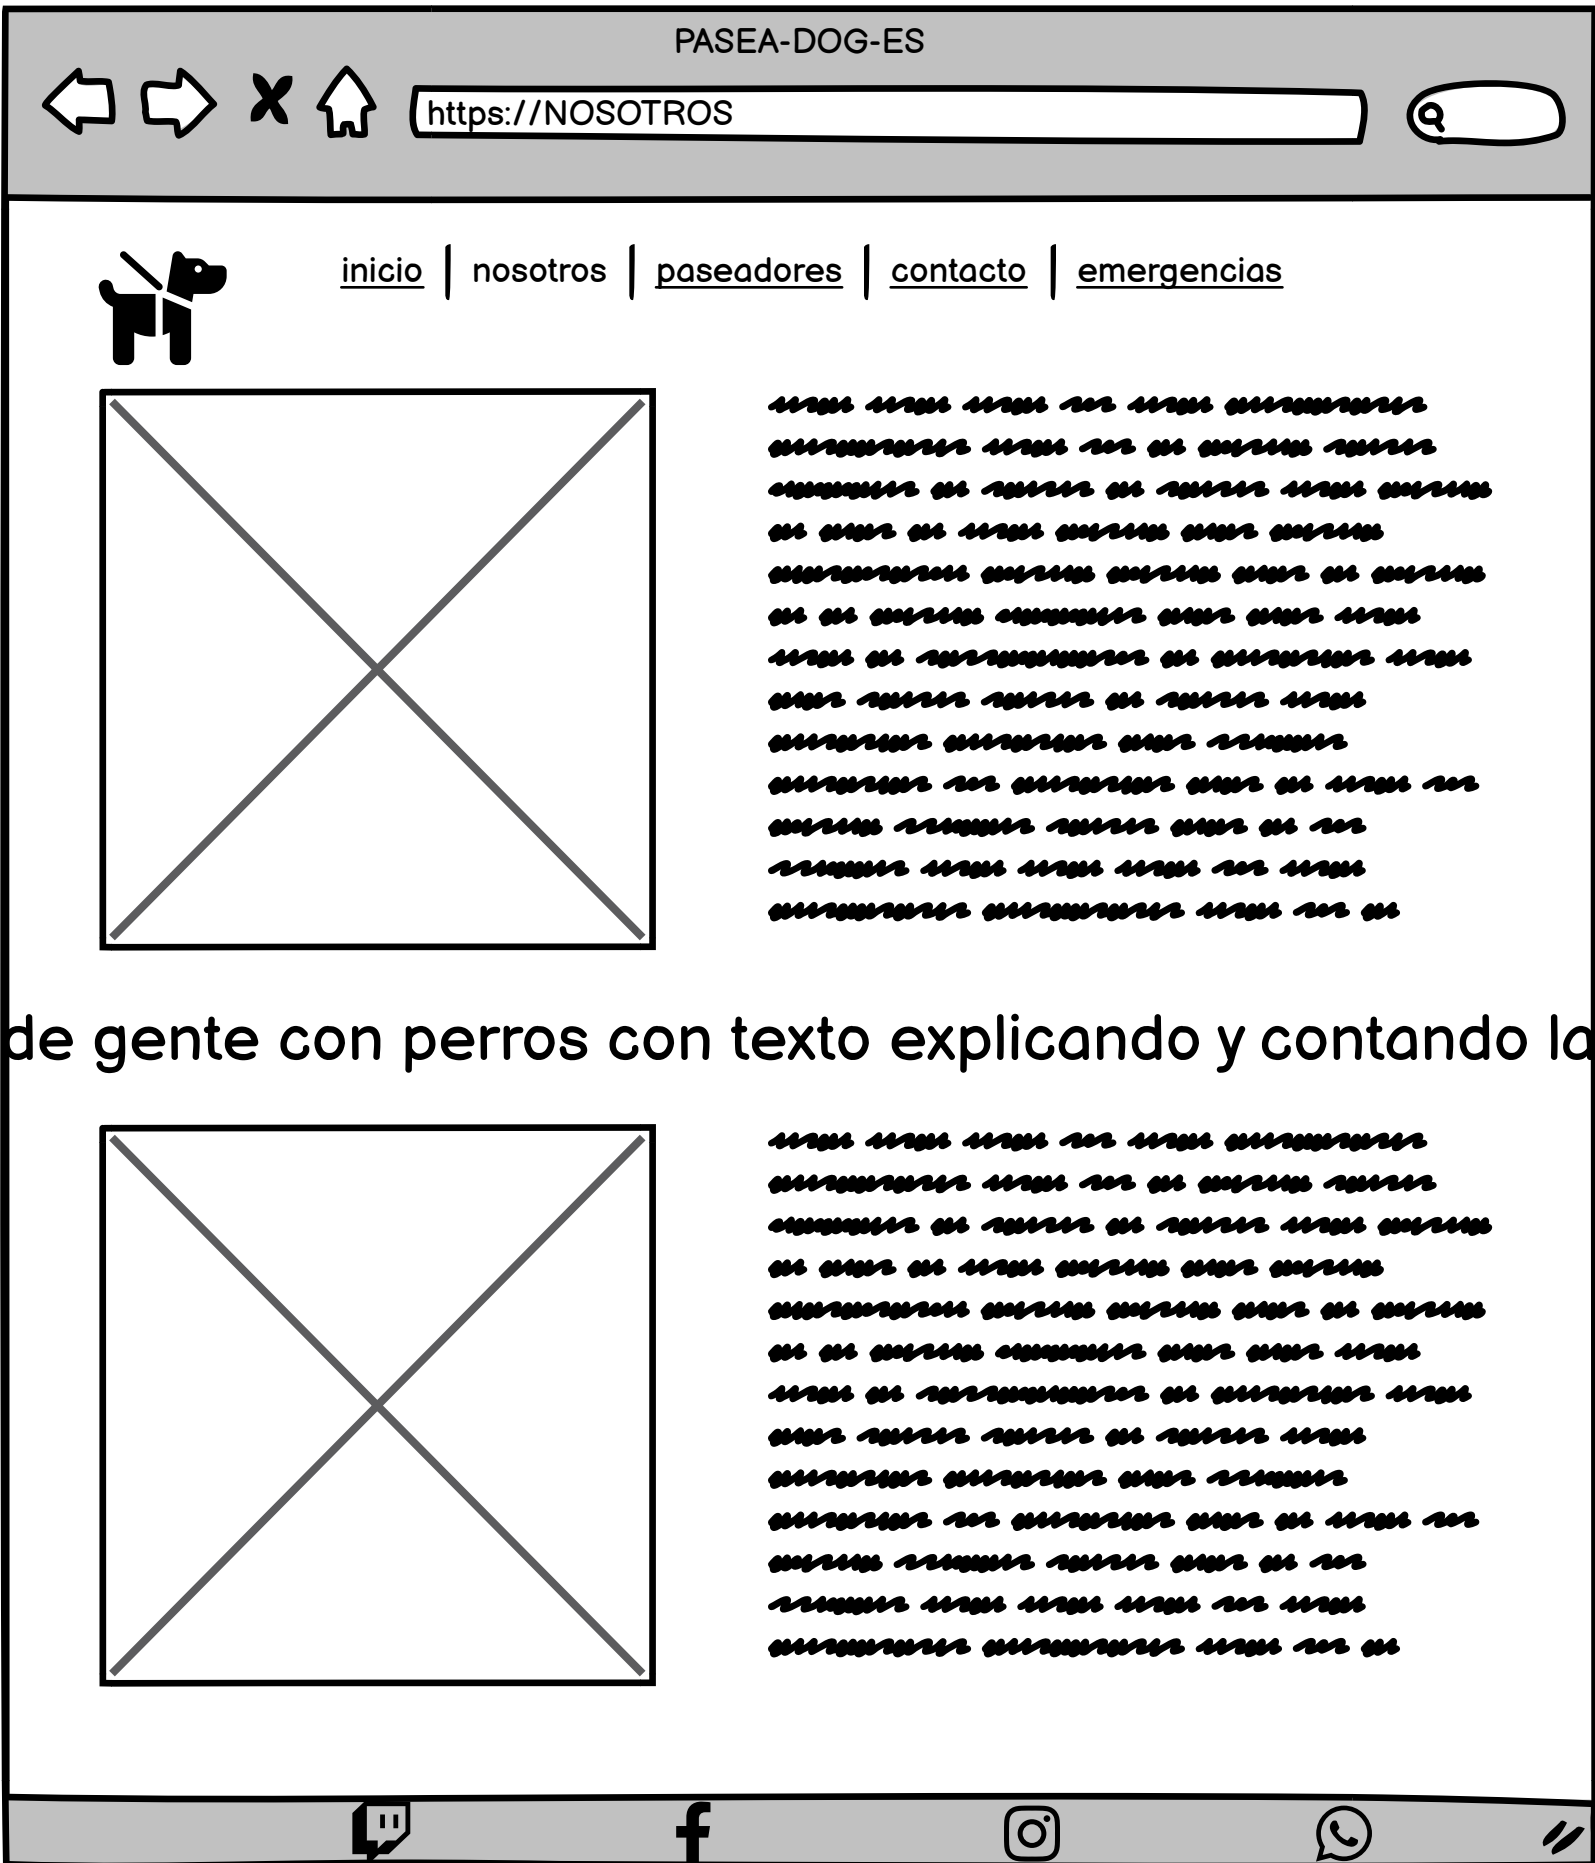 PASEA-DOG-ES
https://NOSOTROS
inicio | nosotros | paseadores | contacto | emergencias
de gente con perros con texto explicando y contando la